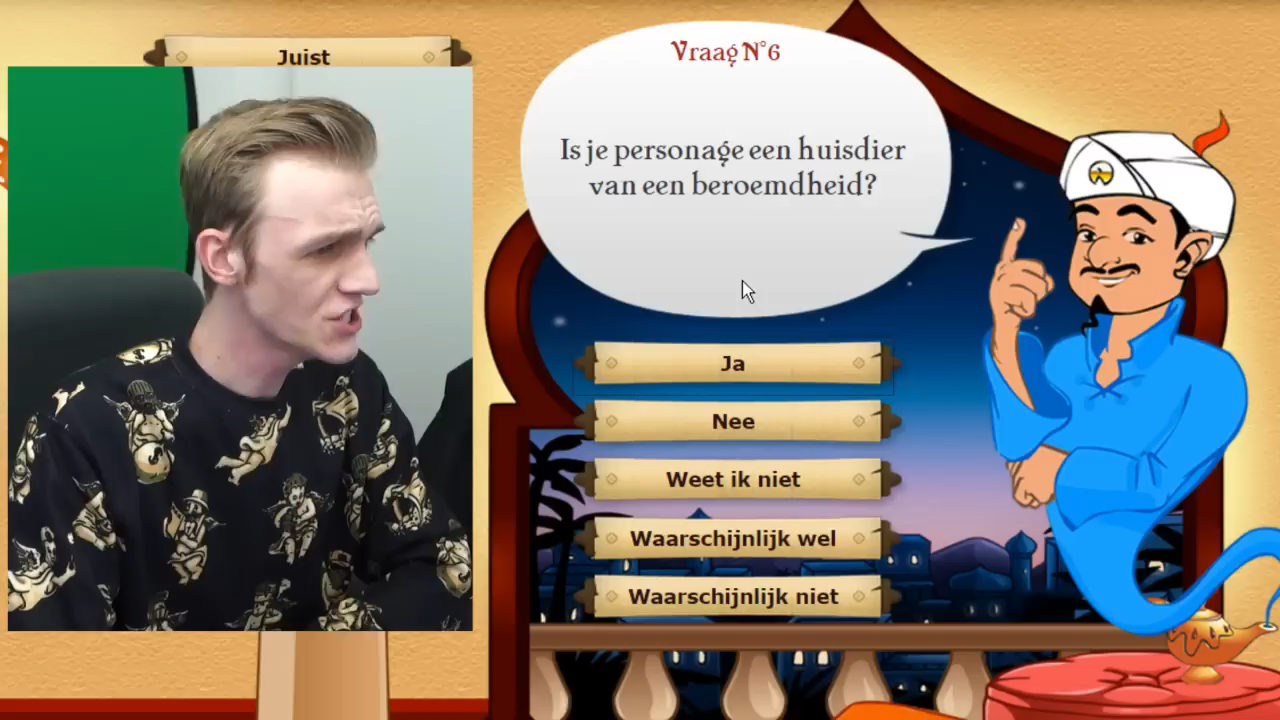 Juist
Vraag N°6
Is je personage een huisdier
van een beroemdheid?
Ja
Nee
Weet ik niet
Waarschijnlijk wel
Waarschijnlijk niet